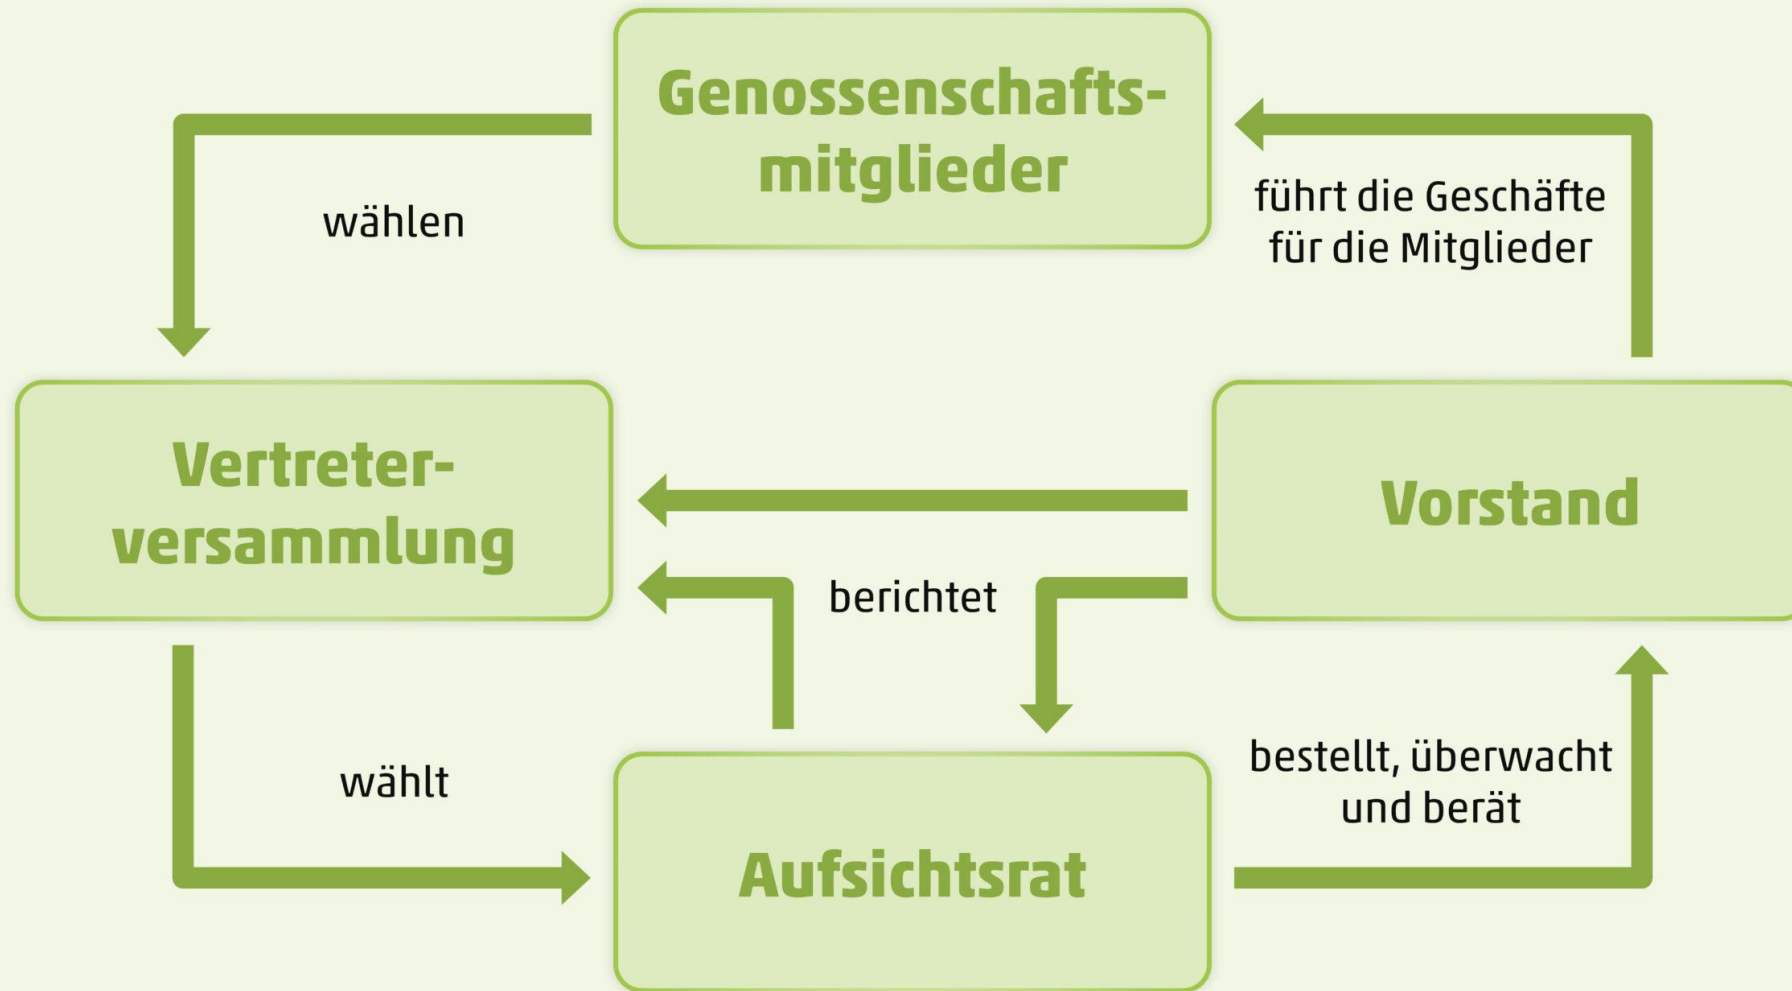 Genossenschafts-
mitglieder
wählen
führt die Geschäfte
für die Mitglieder
Vertreter-
versammlung
Vorstand
berichtet
wählt
bestellt, überwacht
und berät
Aufsichtsrat